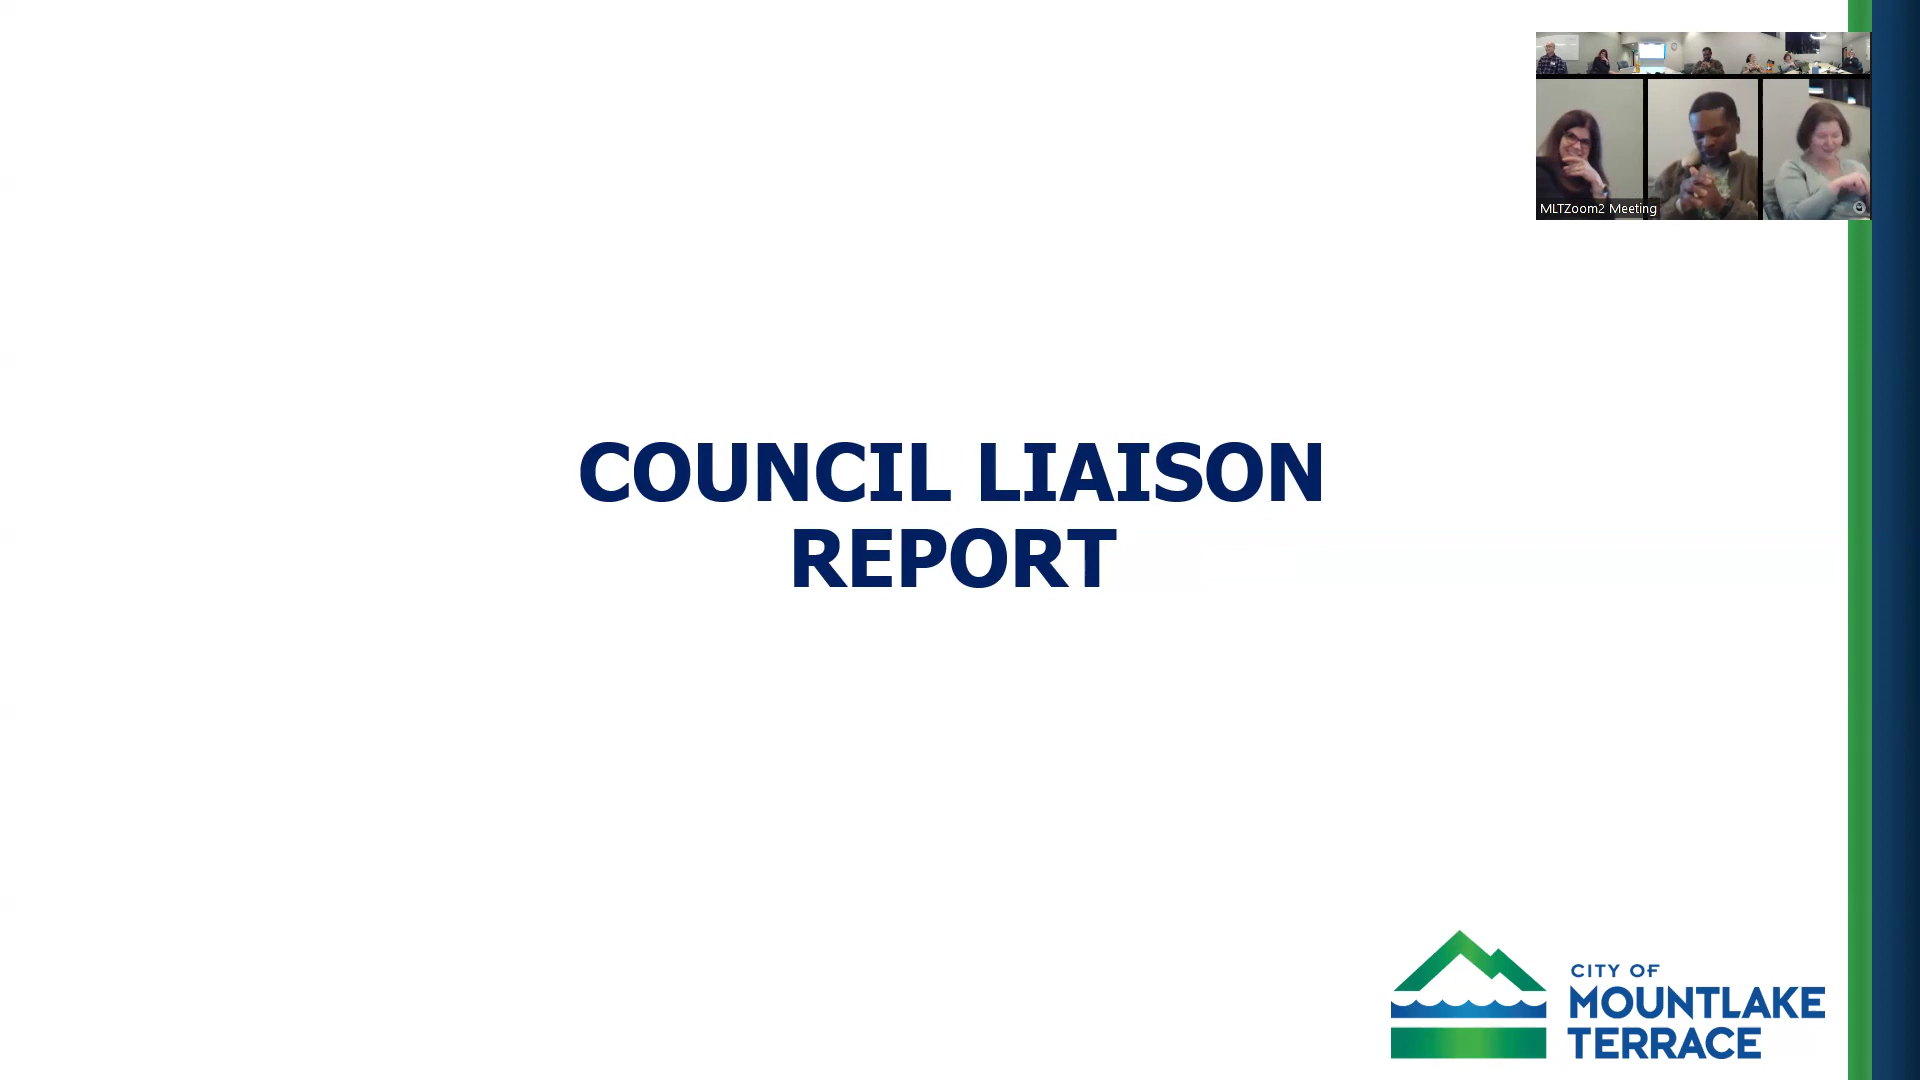 MLTZoom2 Meeting
COUNCIL LIAISON
REPORT
CITY OF
MOUNTLAKE
TERRACE